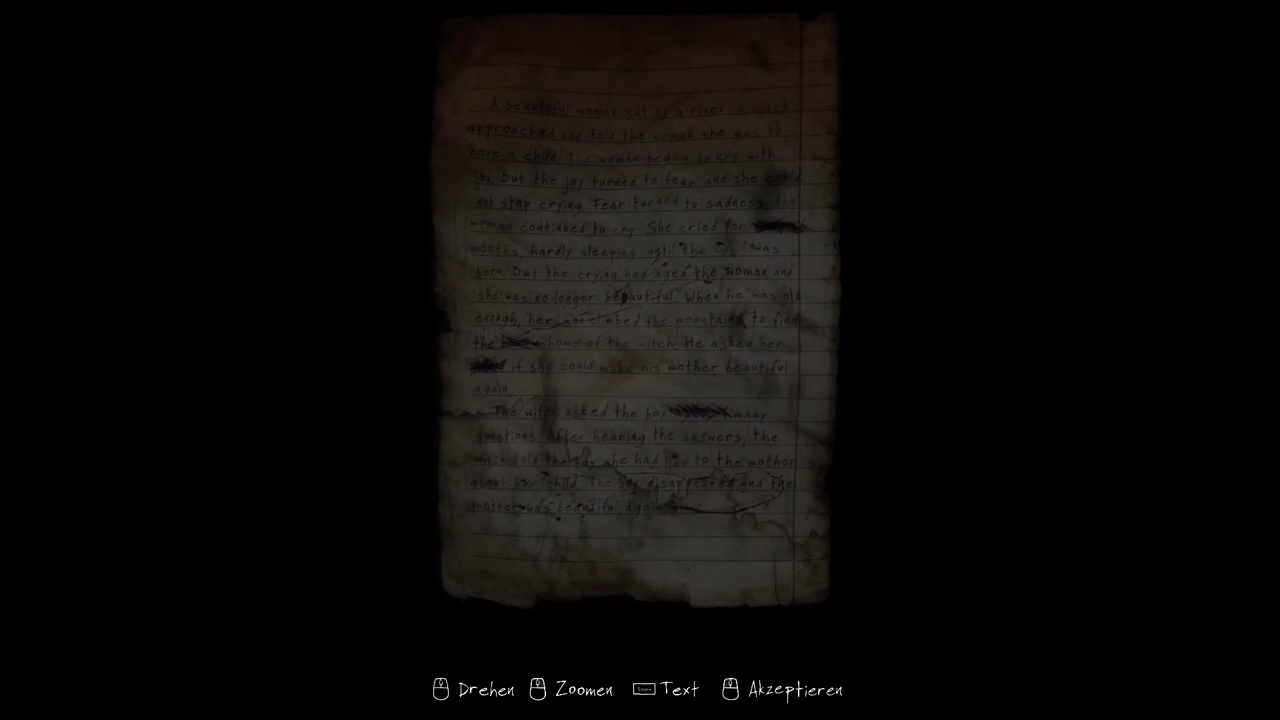 A beautiful woman sat by a river. A witch
approached and told the woman she was to
have a child. The woman began to cry with
joy. But the joy turned to fear and she could
not stop crying. Fear turned to sadness, the
woman continued to cry. She cried for
months, hardly sleeping until the was
born. But the crying had aged the woman and
she was no longer beautiful. When he was old
enough, her son climbed the mountains to find
the home of the witch. He asked her
if she could make his mother beautiful
again.
The witch asked the boy many
questions. After hearing the answers, the
witch told the boy she had lied to the mother
about her child. The boy disappeared and the
mother was beautiful again.
Drehen Zoomen Text Akzeptieren